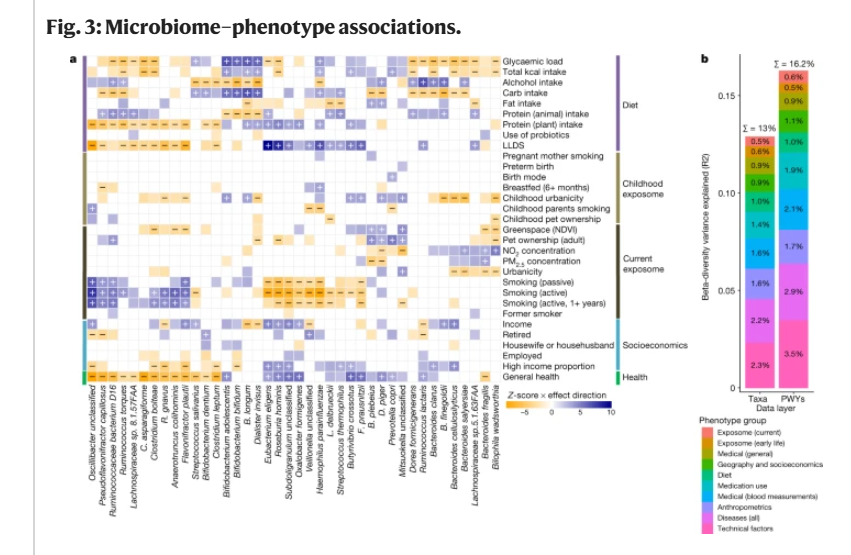 Fig. 3: Microbiome–phenotype associations.
a
Glycaemic load
Total kcal intake
Alchohol intake
Carb intake
Fat intake
Protein (animal) intake
Protein (plant) intake
Use of probiotics
LLDS
Diet
Pregnant mother smoking
Preterm birth
Birth mode
Breastfed (6+ months)
Childhood urbanicity
Childhood parents smoking
Childhood pet ownership
Childhood
exposome
Greenspace (NDVI)
Pet ownership (adult)
NO2 concentration
PM2.5 concentration
Urbanicity
Smoking (passive)
Smoking (active)
Smoking (active, 1+ years)
Former smoker
Current
exposome
Income
Retired
Housewife or househusband
Employed
High income proportion
Socioeconomics
General health
Health
Oscillibacter unclassified
Pseudoflavonifractor capillosus
Ruminococcaceae bacterium D16
Ruminococcus torques
Lachnospiraceae sp. 8.1.57FAA
C. asparagiforme
Clostridium bolteae
R. gnavus
Anaerotruncus colihominis
Flavonifractor plautii
Streptococcus salivarius
Bifidobacterium dentium
Clostridium leptum
Bifidobacterium adolescentis
Bifidobacterium bifidum
B. longum
Dialister invisus
Eubacterium eligens
Roseburia hominis
Subdoligranulum unclassified
Oxalobacter formigenes
Veillonella unclassified
Haemophilus parainfluenzae
L. delbrueckii
Streptococcus thermophilus
Butyrivibrio crossotus
F. prausnitzii
B. plebeius
D. piger
Prevotella copri
Mitsuokella unclassified
Dorea formicigenerans
Ruminococcus lactaris
Bacteroides clarus
B. finegoldii
Bacteroides cellulosilyticus
Bacteroides salyersiae
Lachnospiraceae sp.5.1.63FAA
Bacteroides fragilis
Bilophila wadsworthia
Z-score × effect direction
−5 0 5 10
b
Beta-diversity variance explained (R2)
0.15
0.10
0.05
0
Σ = 13%
0.5%
0.6%
0.9%
0.9%
1.0%
1.4%
1.6%
1.6%
2.2%
2.3%
Σ = 16.2%
0.6%
0.5%
0.9%
1.1%
1.0%
1.9%
2.1%
1.7%
2.9%
3.5%
Taxa PWYs
Data layer
Phenotype group
Exposome (current)
Exposome (early life)
Medical (general)
Geography and socioeconomics
Diet
Medication use
Medical (blood measurements)
Anthropometrics
Diseases (all)
Technical factors